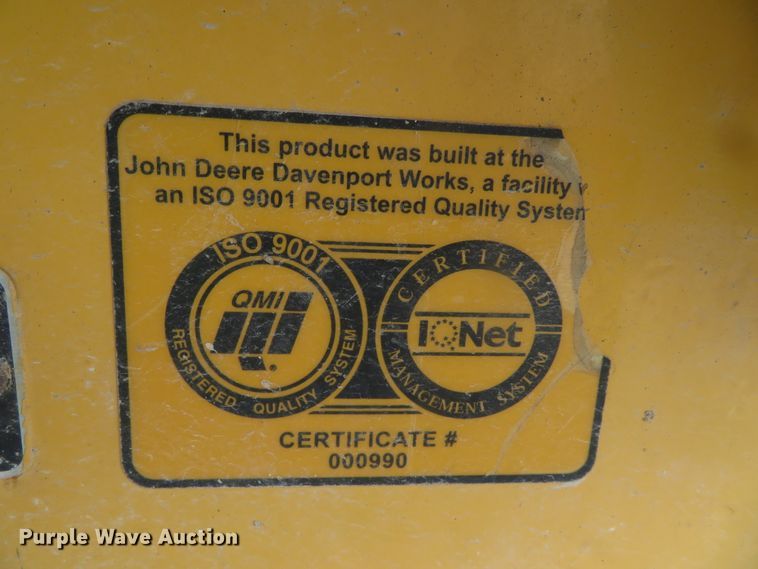 This product was built at the
John Deere Davenport Works, a facility
an ISO 9001 Registered Quality System
ISO 9001
QMI
REGISTERED QUALITY SYSTEM
CERTIFIED
IQNet
MANAGEMENT SYSTEM
CERTIFICATE #
000990
Purple Wave Auction